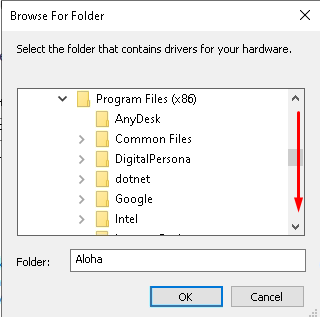 Browse For Folder
Select the folder that contains drivers for your hardware.
Program Files (x86)
AnyDesk
Common Files
DigitalPersona
dotnet
Google
Intel
Folder: Aloha
OK Cancel